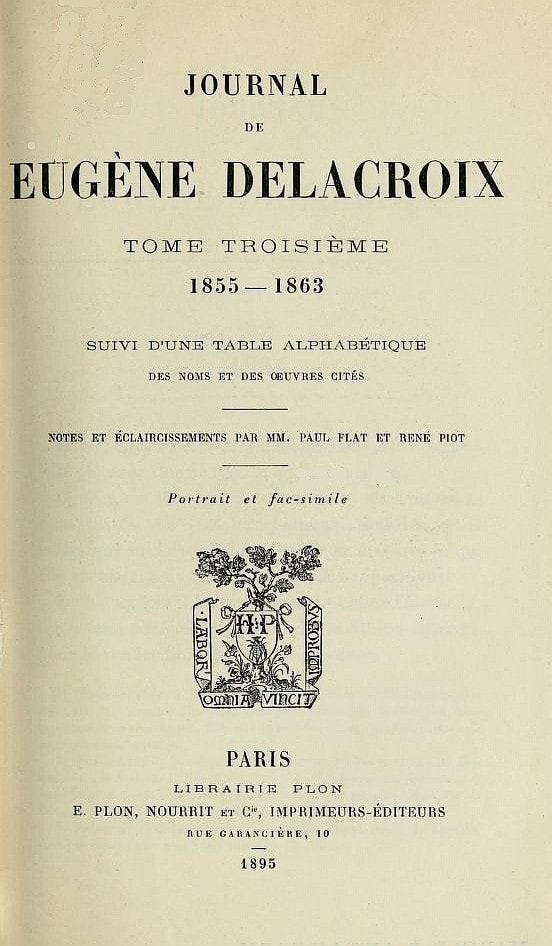 JOURNAL
DE
EUGÈNE DELACROIX
TOME TROISIÈME
1855 — 1863
SUIVI D'UNE TABLE ALPHABÉTIQUE
DES NOMS ET DES ŒUVRES CITÉS
NOTES ET ÉCLAIRCISSEMENTS PAR MM. PAUL FLAT ET RENÉ PIOT
Portrait et fac-simile
H P
LABOR
IMPROBVS
OMNIA VINCIT
PARIS
LIBRAIRIE PLON
E. PLON, NOURRIT ET Cie, IMPRIMEURS-ÉDITEURS
RUE GARANCIÈRE, 10
1895